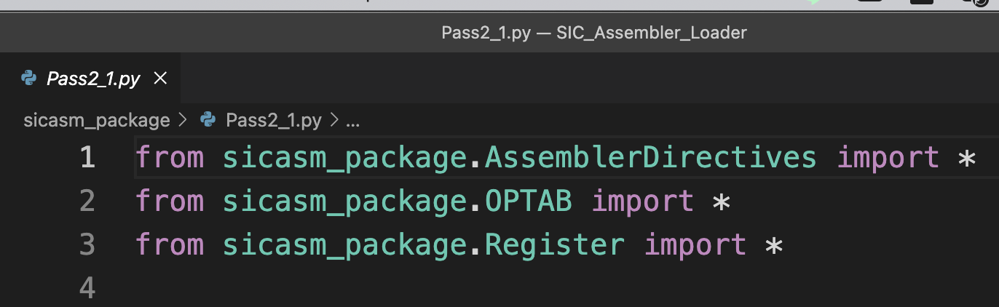 Pass2_1.py — SIC_Assembler_Loader
Pass2_1.py ×
sicasm_package > Pass2_1.py > ...
1 from sicasm_package.AssemblerDirectives import *
2 from sicasm_package.OPTAB import *
3 from sicasm_package.Register import *
4